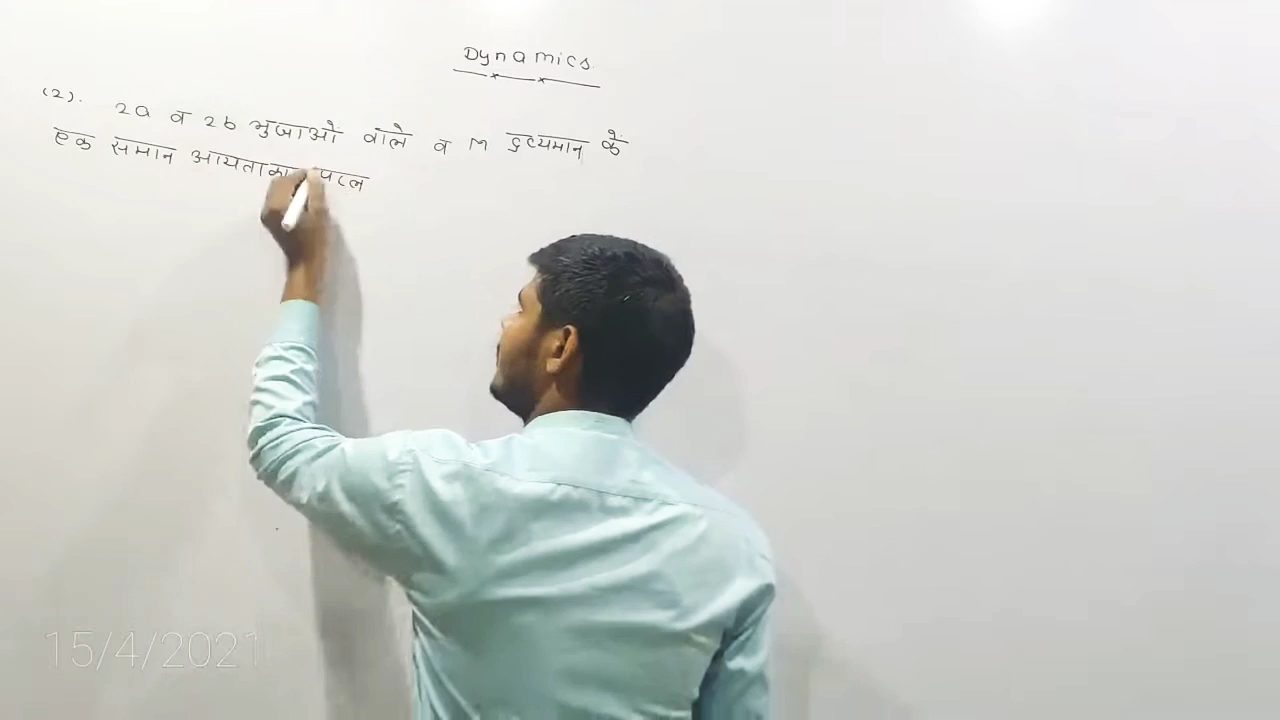 Dynamics
(2). 2a व 2b भुजाओ वाले व m द्रव्यमान के
एक समान आयताकार पटल
15/4/2021